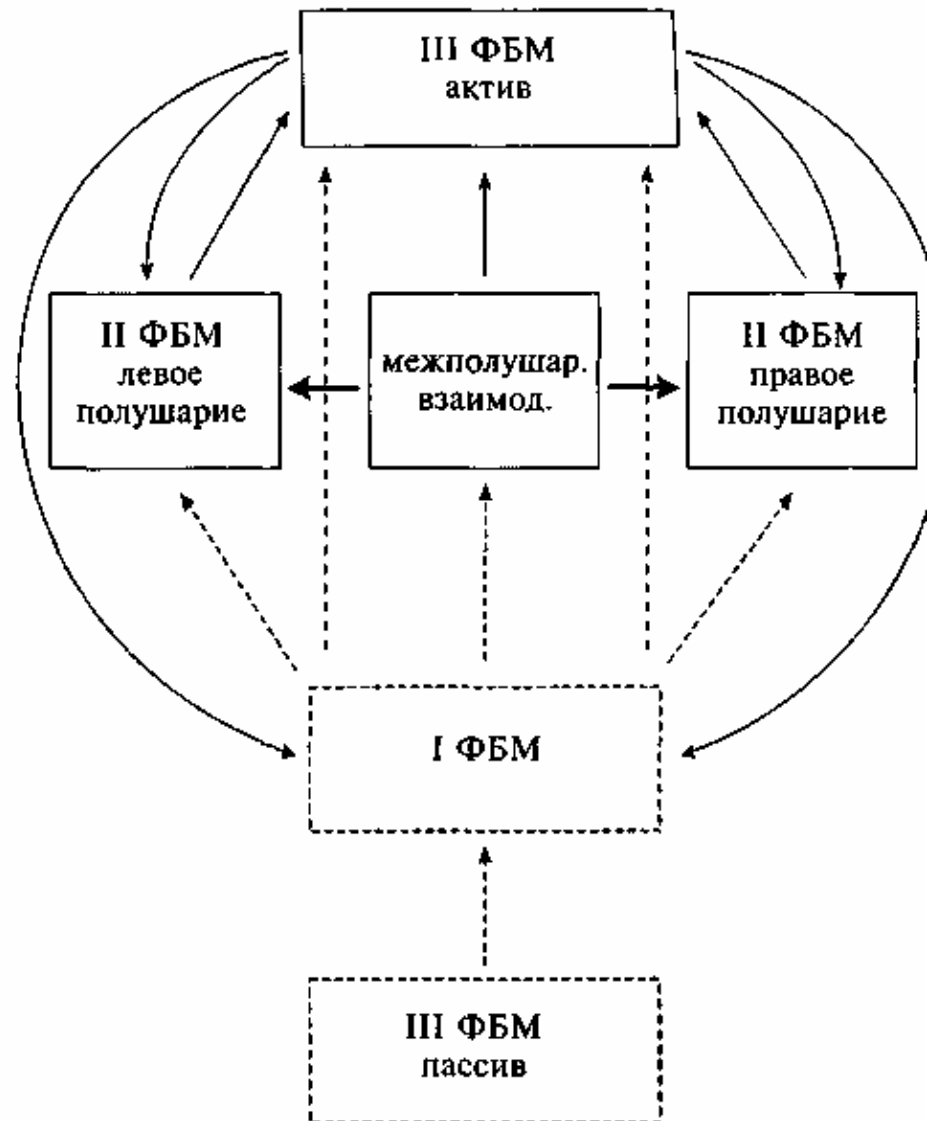 III ФБМ
актив
II ФБМ
левое
полушарие
межполушар.
взаимод.
II ФБМ
правое
полушарие
I ФБМ
III ФБМ
пассив